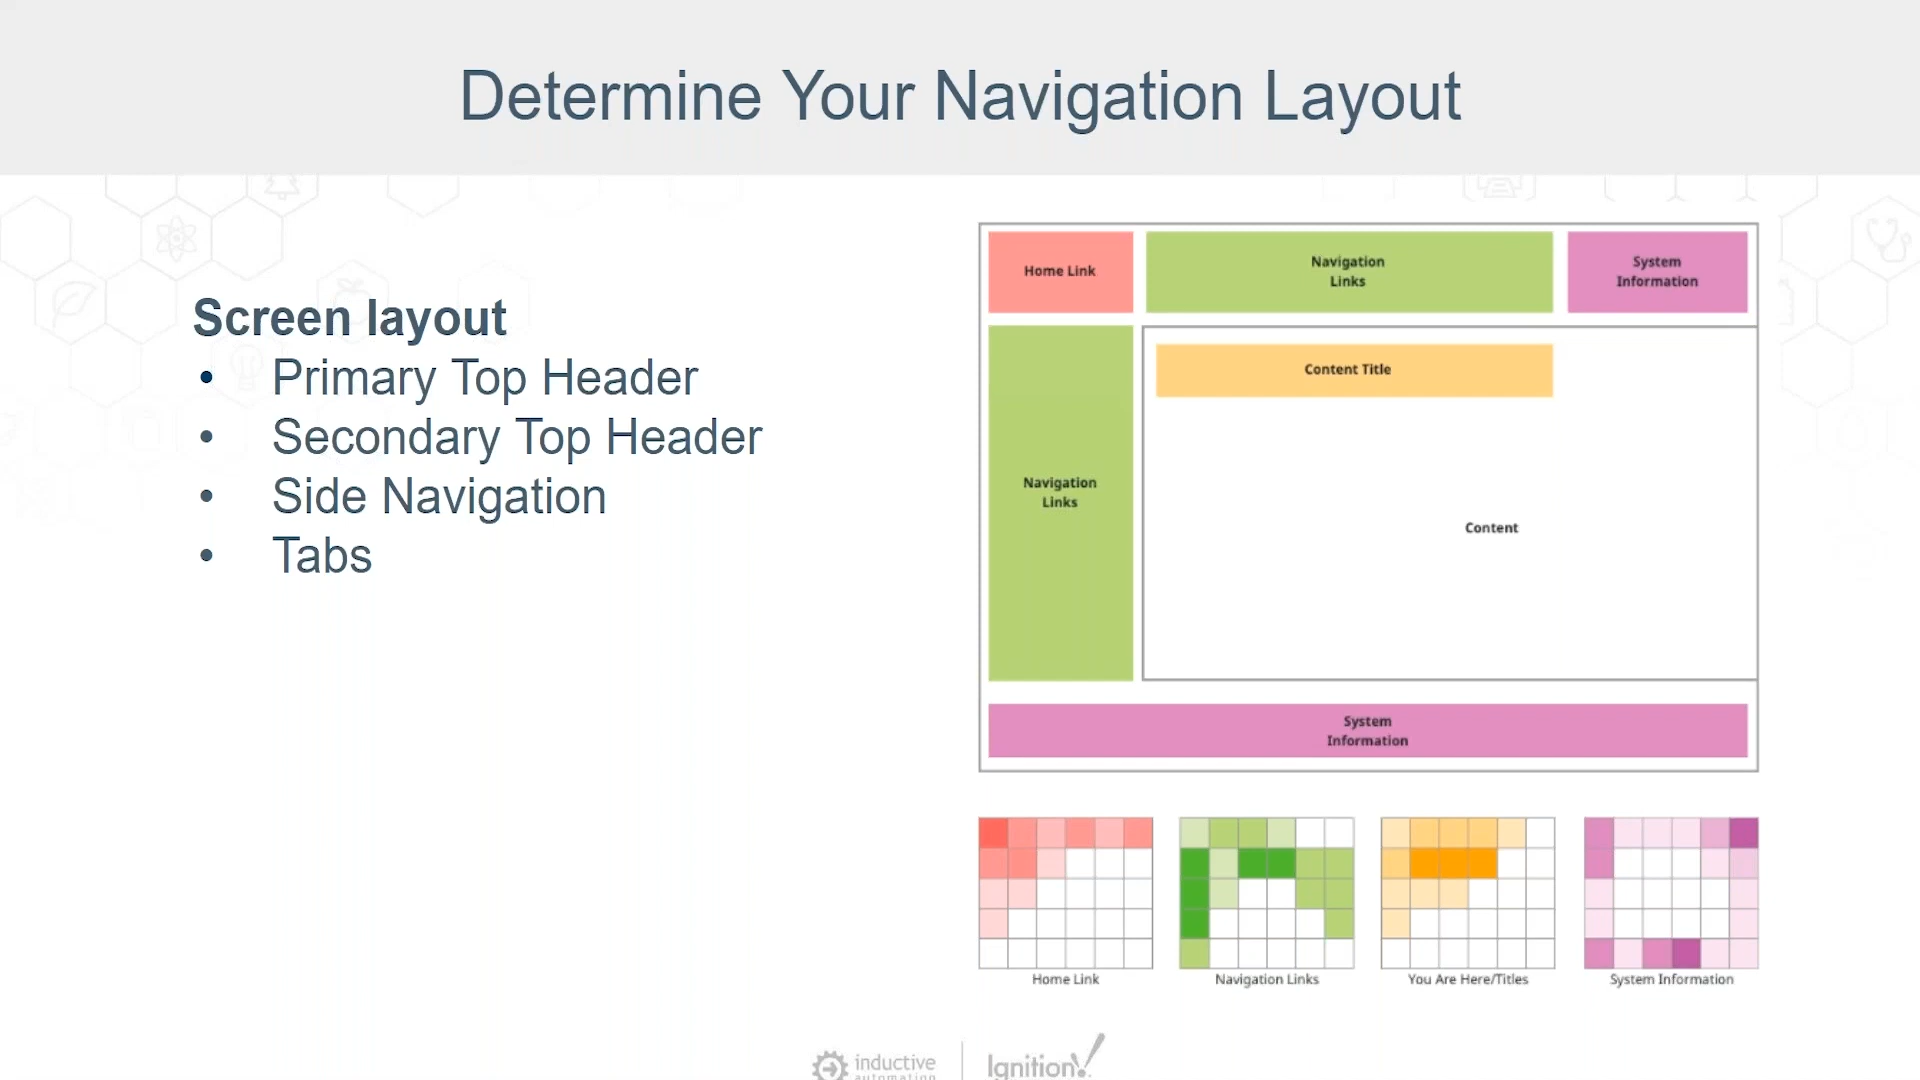 Determine Your Navigation Layout
Screen layout
• Primary Top Header
• Secondary Top Header
• Side Navigation
• Tabs
Home Link
Navigation
Links
System
Information
Content Title
Navigation
Links
Content
System
Information
Home Link
Navigation Links
You Are Here/Titles
System Information
inductive
automation
Ignition!